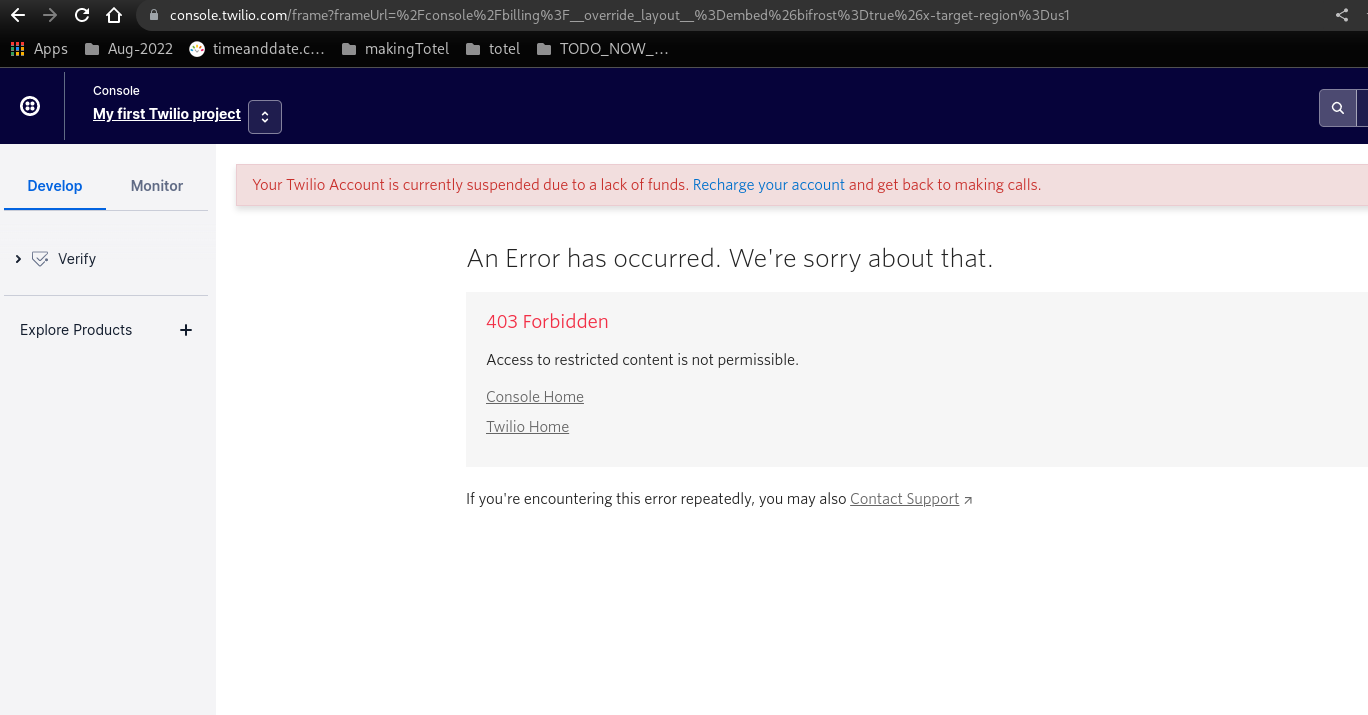 console.twilio.com/frame?frameUrl=%2Fconsole%2Fbilling%3F__override_layout__%3Dembed%26bifrost%3Dtrue%26x-target-region%3Dus1
Apps Aug-2022 timeanddate.c... makingTotel totel TODO_NOW_...
Console
My first Twilio project
Develop Monitor
Your Twilio Account is currently suspended due to a lack of funds. Recharge your account and get back to making calls.
Verify
Explore Products +
An Error has occurred. We're sorry about that.
403 Forbidden
Access to restricted content is not permissible.
Console Home
Twilio Home
If you're encountering this error repeatedly, you may also Contact Support